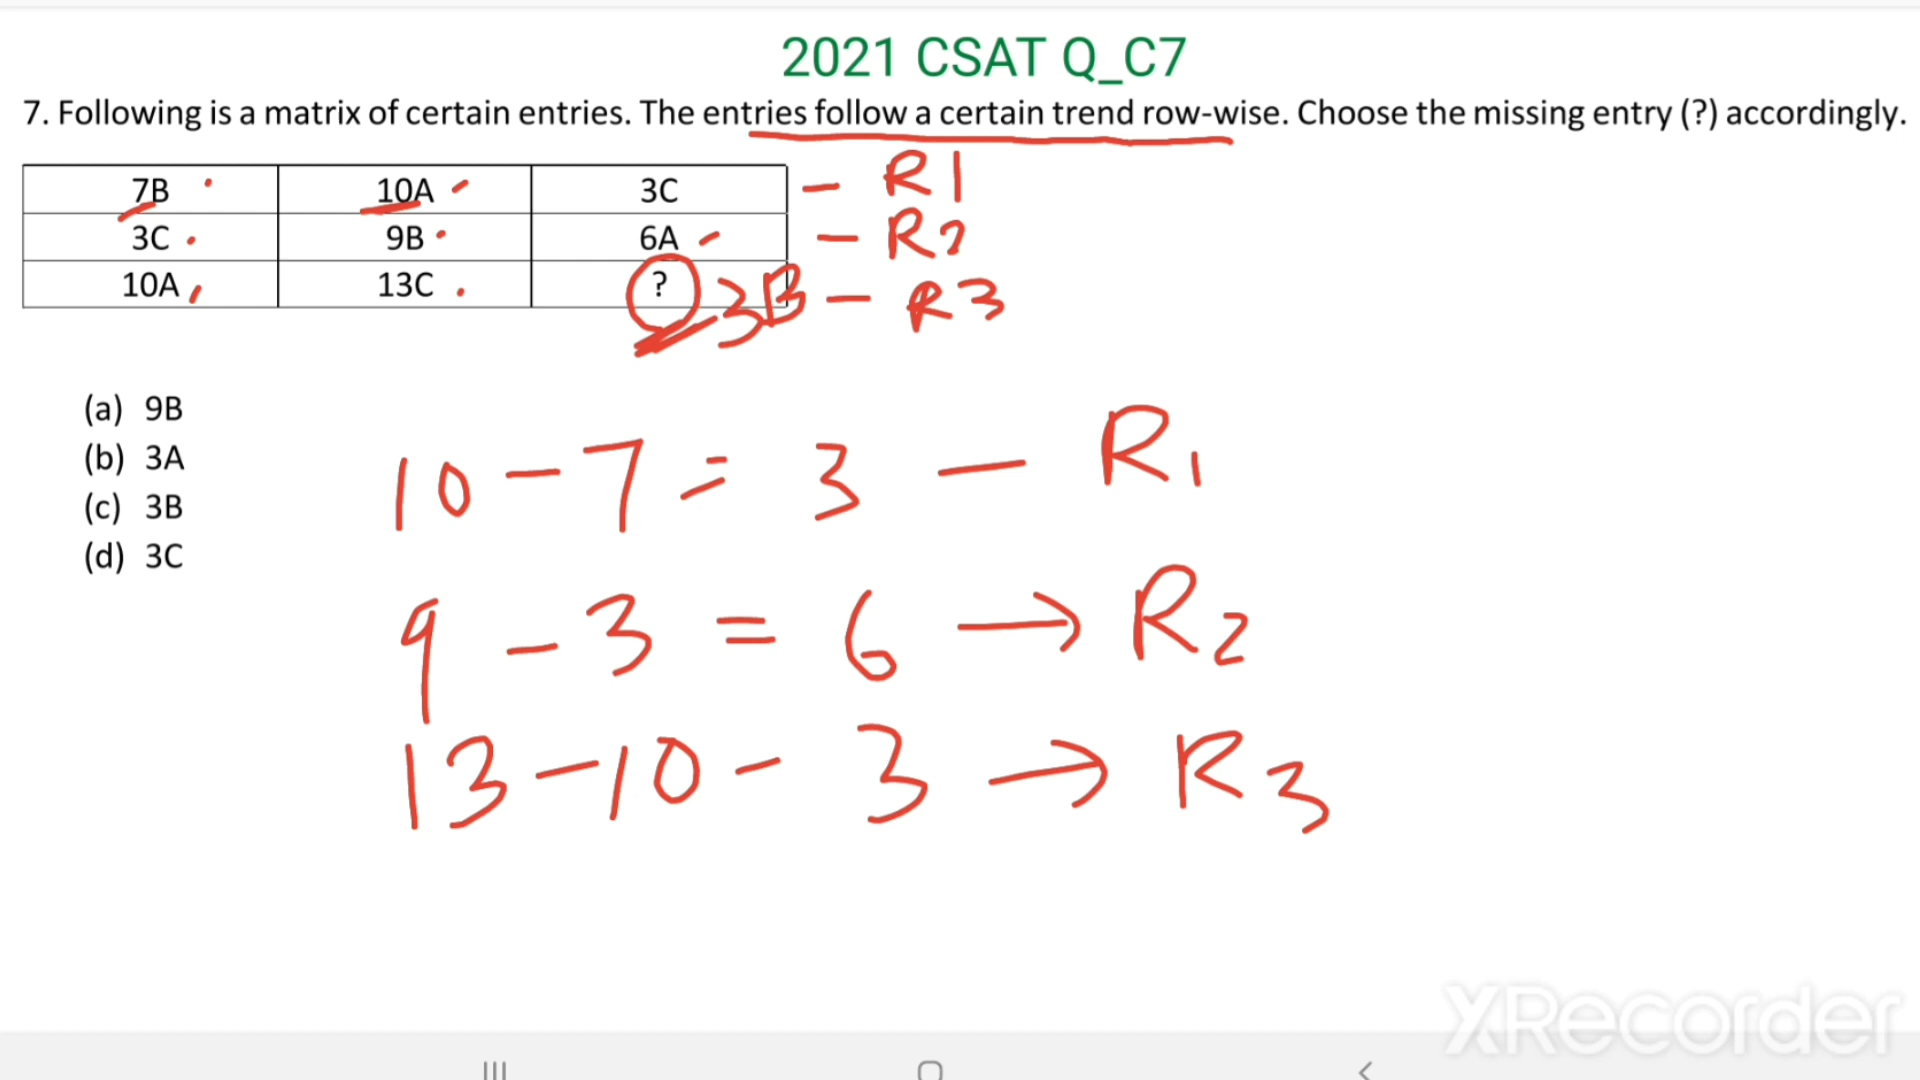 2021 CSAT Q_C7
7. Following is a matrix of certain entries. The entries follow a certain trend row-wise. Choose the missing entry (?) accordingly.
7B 10A 3C - R1
3C 9B 6A - R2
10A 13C ? 3B - R3
(a) 9B
(b) 3A
(c) 3B
(d) 3C
10 - 7 = 3 - R1
9 - 3 = 6 → R2
13 - 10 - 3 → R3
XRecorder